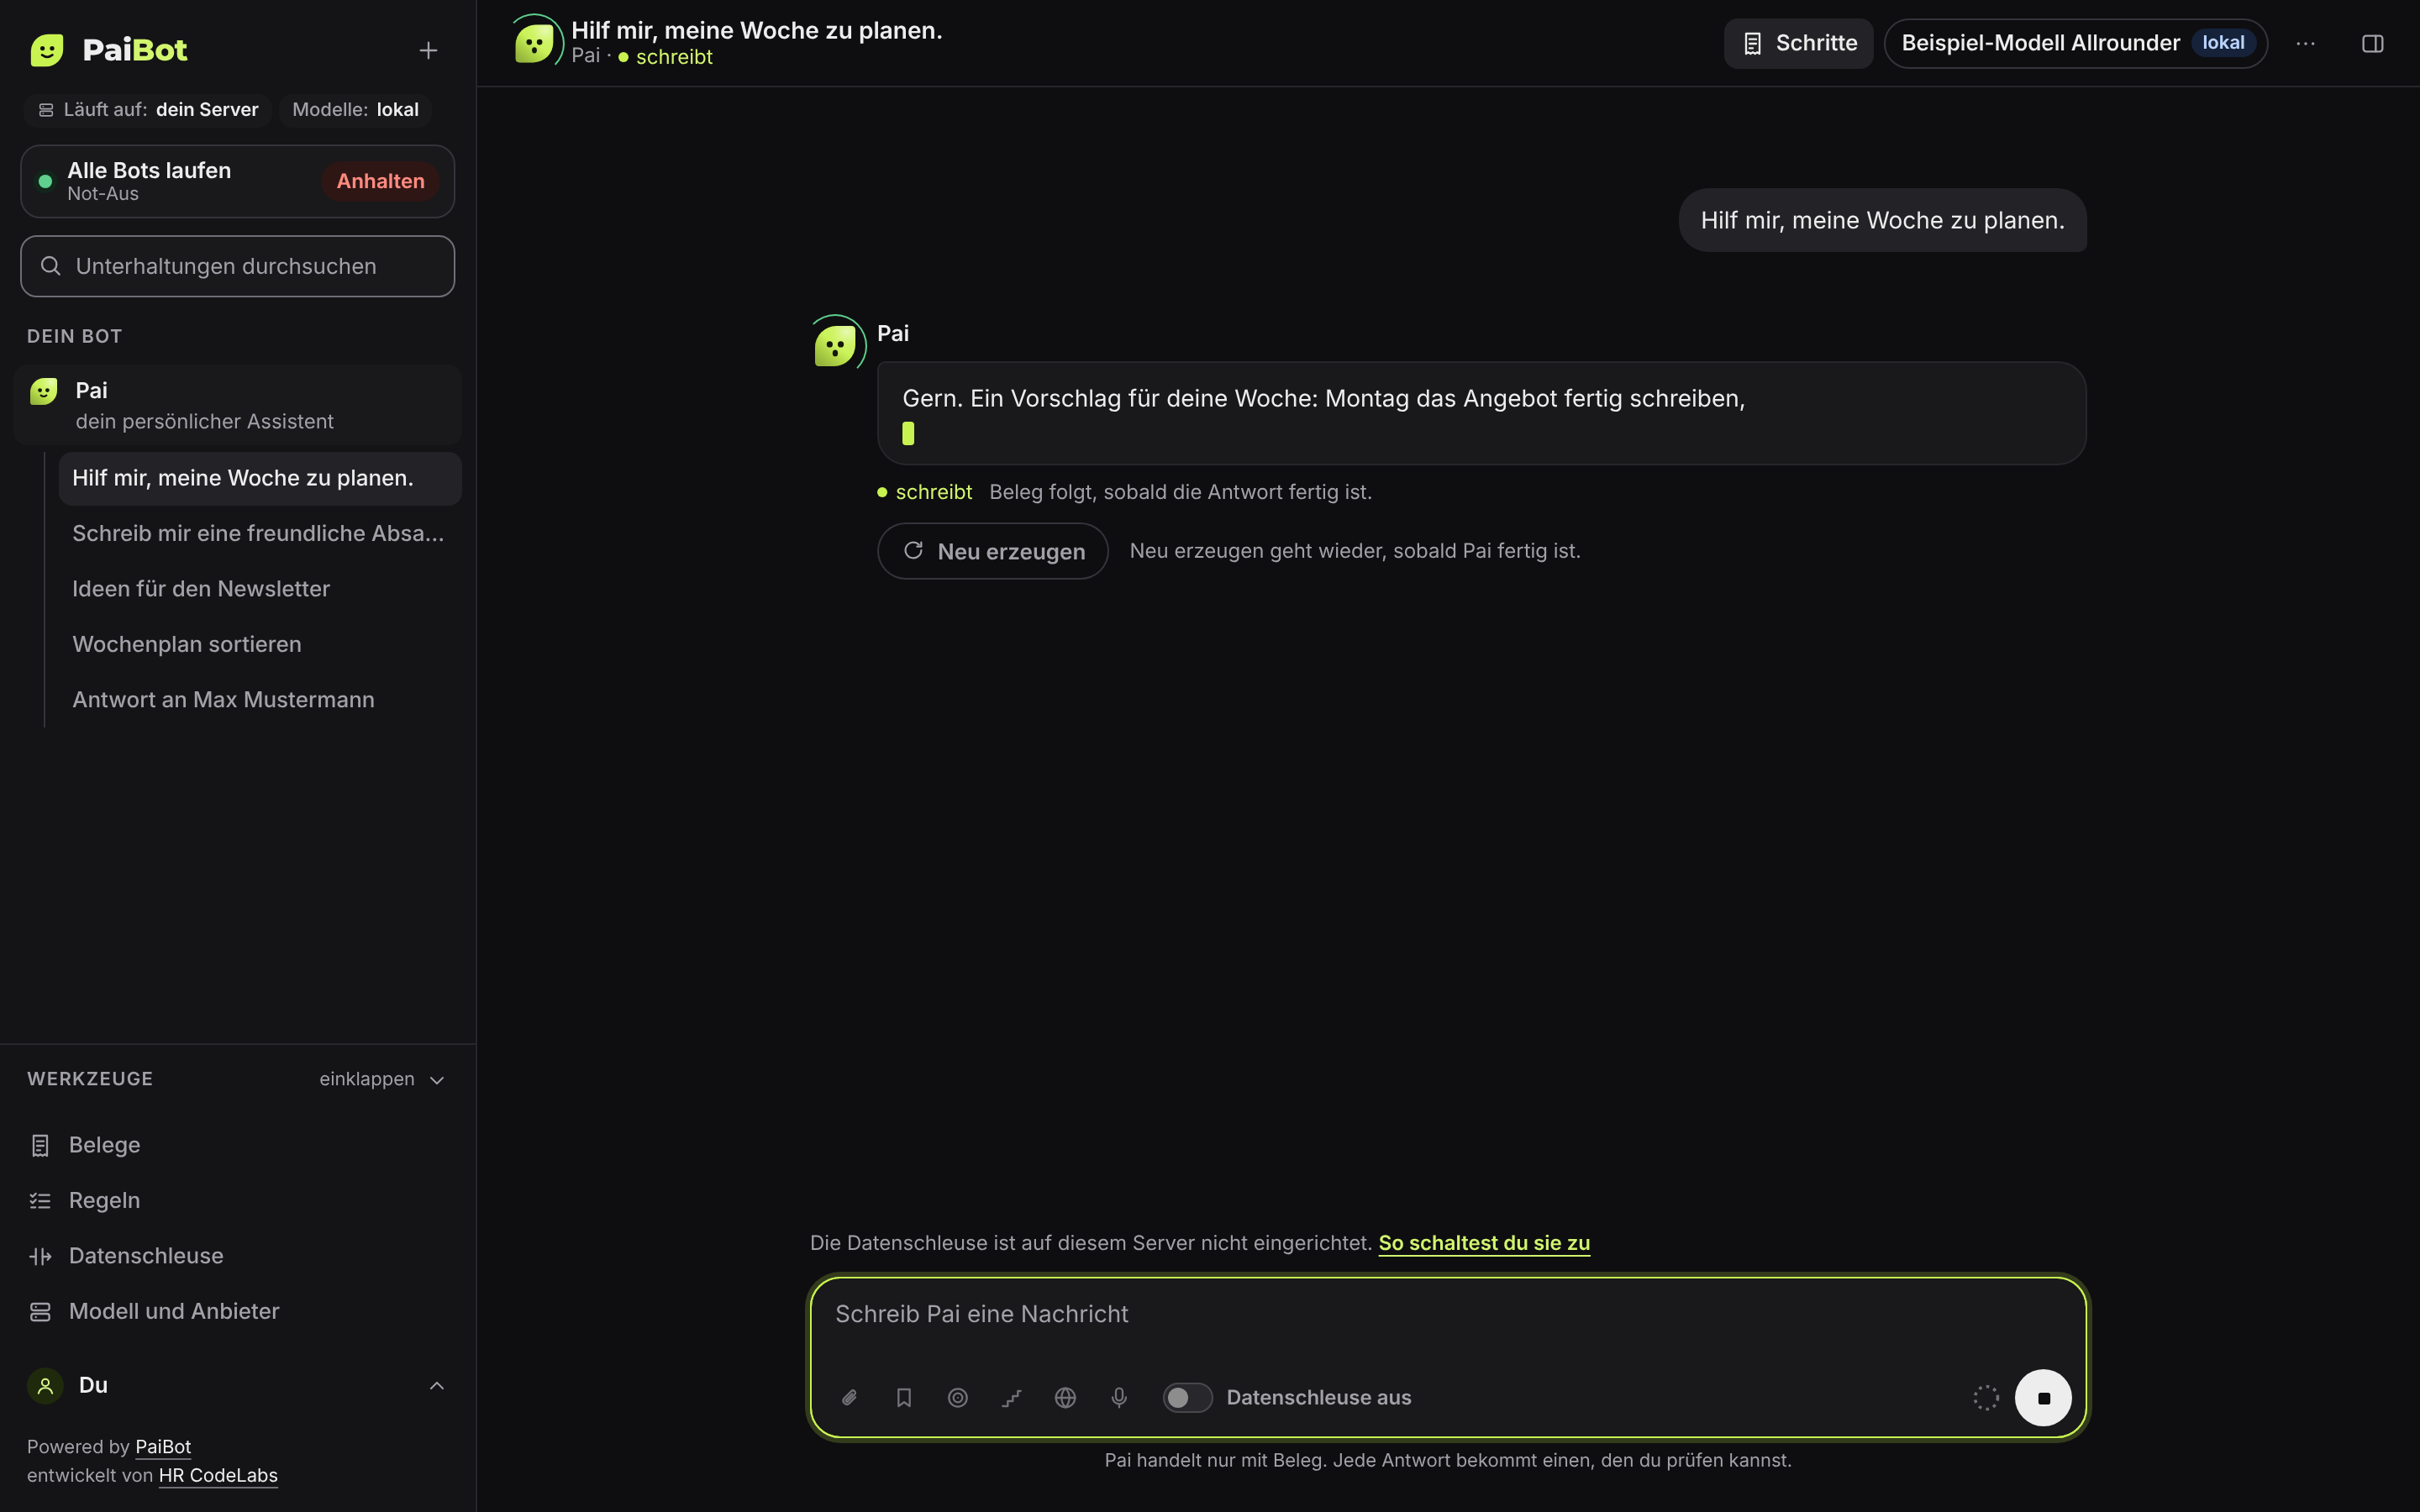 PaiBot
Läuft auf: dein Server
Modelle: lokal
Alle Bots laufen
Not-Aus
Anhalten
Unterhaltungen durchsuchen
DEIN BOT
Pai
dein persönlicher Assistent
Hilf mir, meine Woche zu planen.
Schreib mir eine freundliche Absa...
Ideen für den Newsletter
Wochenplan sortieren
Antwort an Max Mustermann
WERKZEUGE
einklappen
Belege
Regeln
Datenschleuse
Modell und Anbieter
Du
Powered by PaiBot
entwickelt von HR CodeLabs
Hilf mir, meine Woche zu planen.
Pai · schreibt
Schritte
Beispiel-Modell Allrounder lokal
Hilf mir, meine Woche zu planen.
Pai
Gern. Ein Vorschlag für deine Woche: Montag das Angebot fertig schreiben,
schreibt Beleg folgt, sobald die Antwort fertig ist.
Neu erzeugen
Neu erzeugen geht wieder, sobald Pai fertig ist.
Die Datenschleuse ist auf diesem Server nicht eingerichtet. So schaltest du sie zu
Schreib Pai eine Nachricht
Datenschleuse aus
Pai handelt nur mit Beleg. Jede Antwort bekommt einen, den du prüfen kannst.